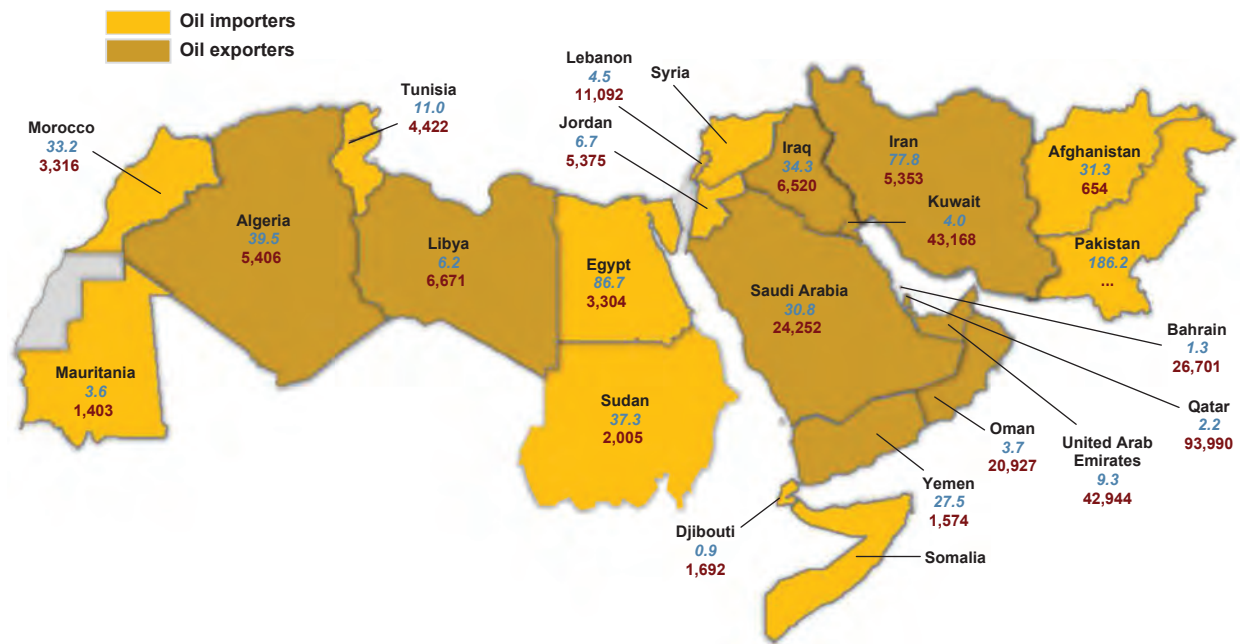 Oil importers
Oil exporters
Morocco
33.2
3,316
Tunisia
11.0
4,422
Lebanon
4.5
11,092
Syria
Jordan
6.7
5,375
Algeria
39.5
5,406
Libya
6.2
6,671
Egypt
86.7
3,304
Iraq
34.3
6,520
Iran
77.8
5,353
Kuwait
4.0
43,168
Afghanistan
31.3
654
Pakistan
186.2
...
Saudi Arabia
30.8
24,252
Bahrain
1.3
26,701
Mauritania
3.6
1,403
Sudan
37.3
2,005
Qatar
2.2
93,990
Oman
3.7
20,927
United Arab
Emirates
9.3
42,944
Yemen
27.5
1,574
Djibouti
0.9
1,692
Somalia